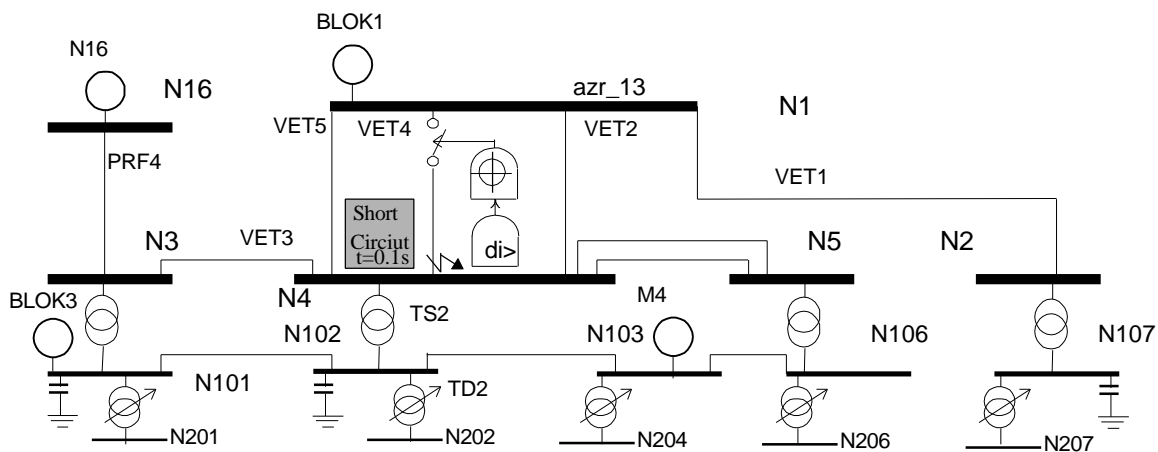 BLOK1
N16
N16
azr_13
N1
VET5
VET4
VET2
PRF4
VET1
Short
Circiut
t=0.1s
di>
N3
VET3
N5
N2
N4
M4
BLOK3
TS2
N102
N103
N106
N107
N101
TD2
N201
N202
N204
N206
N207